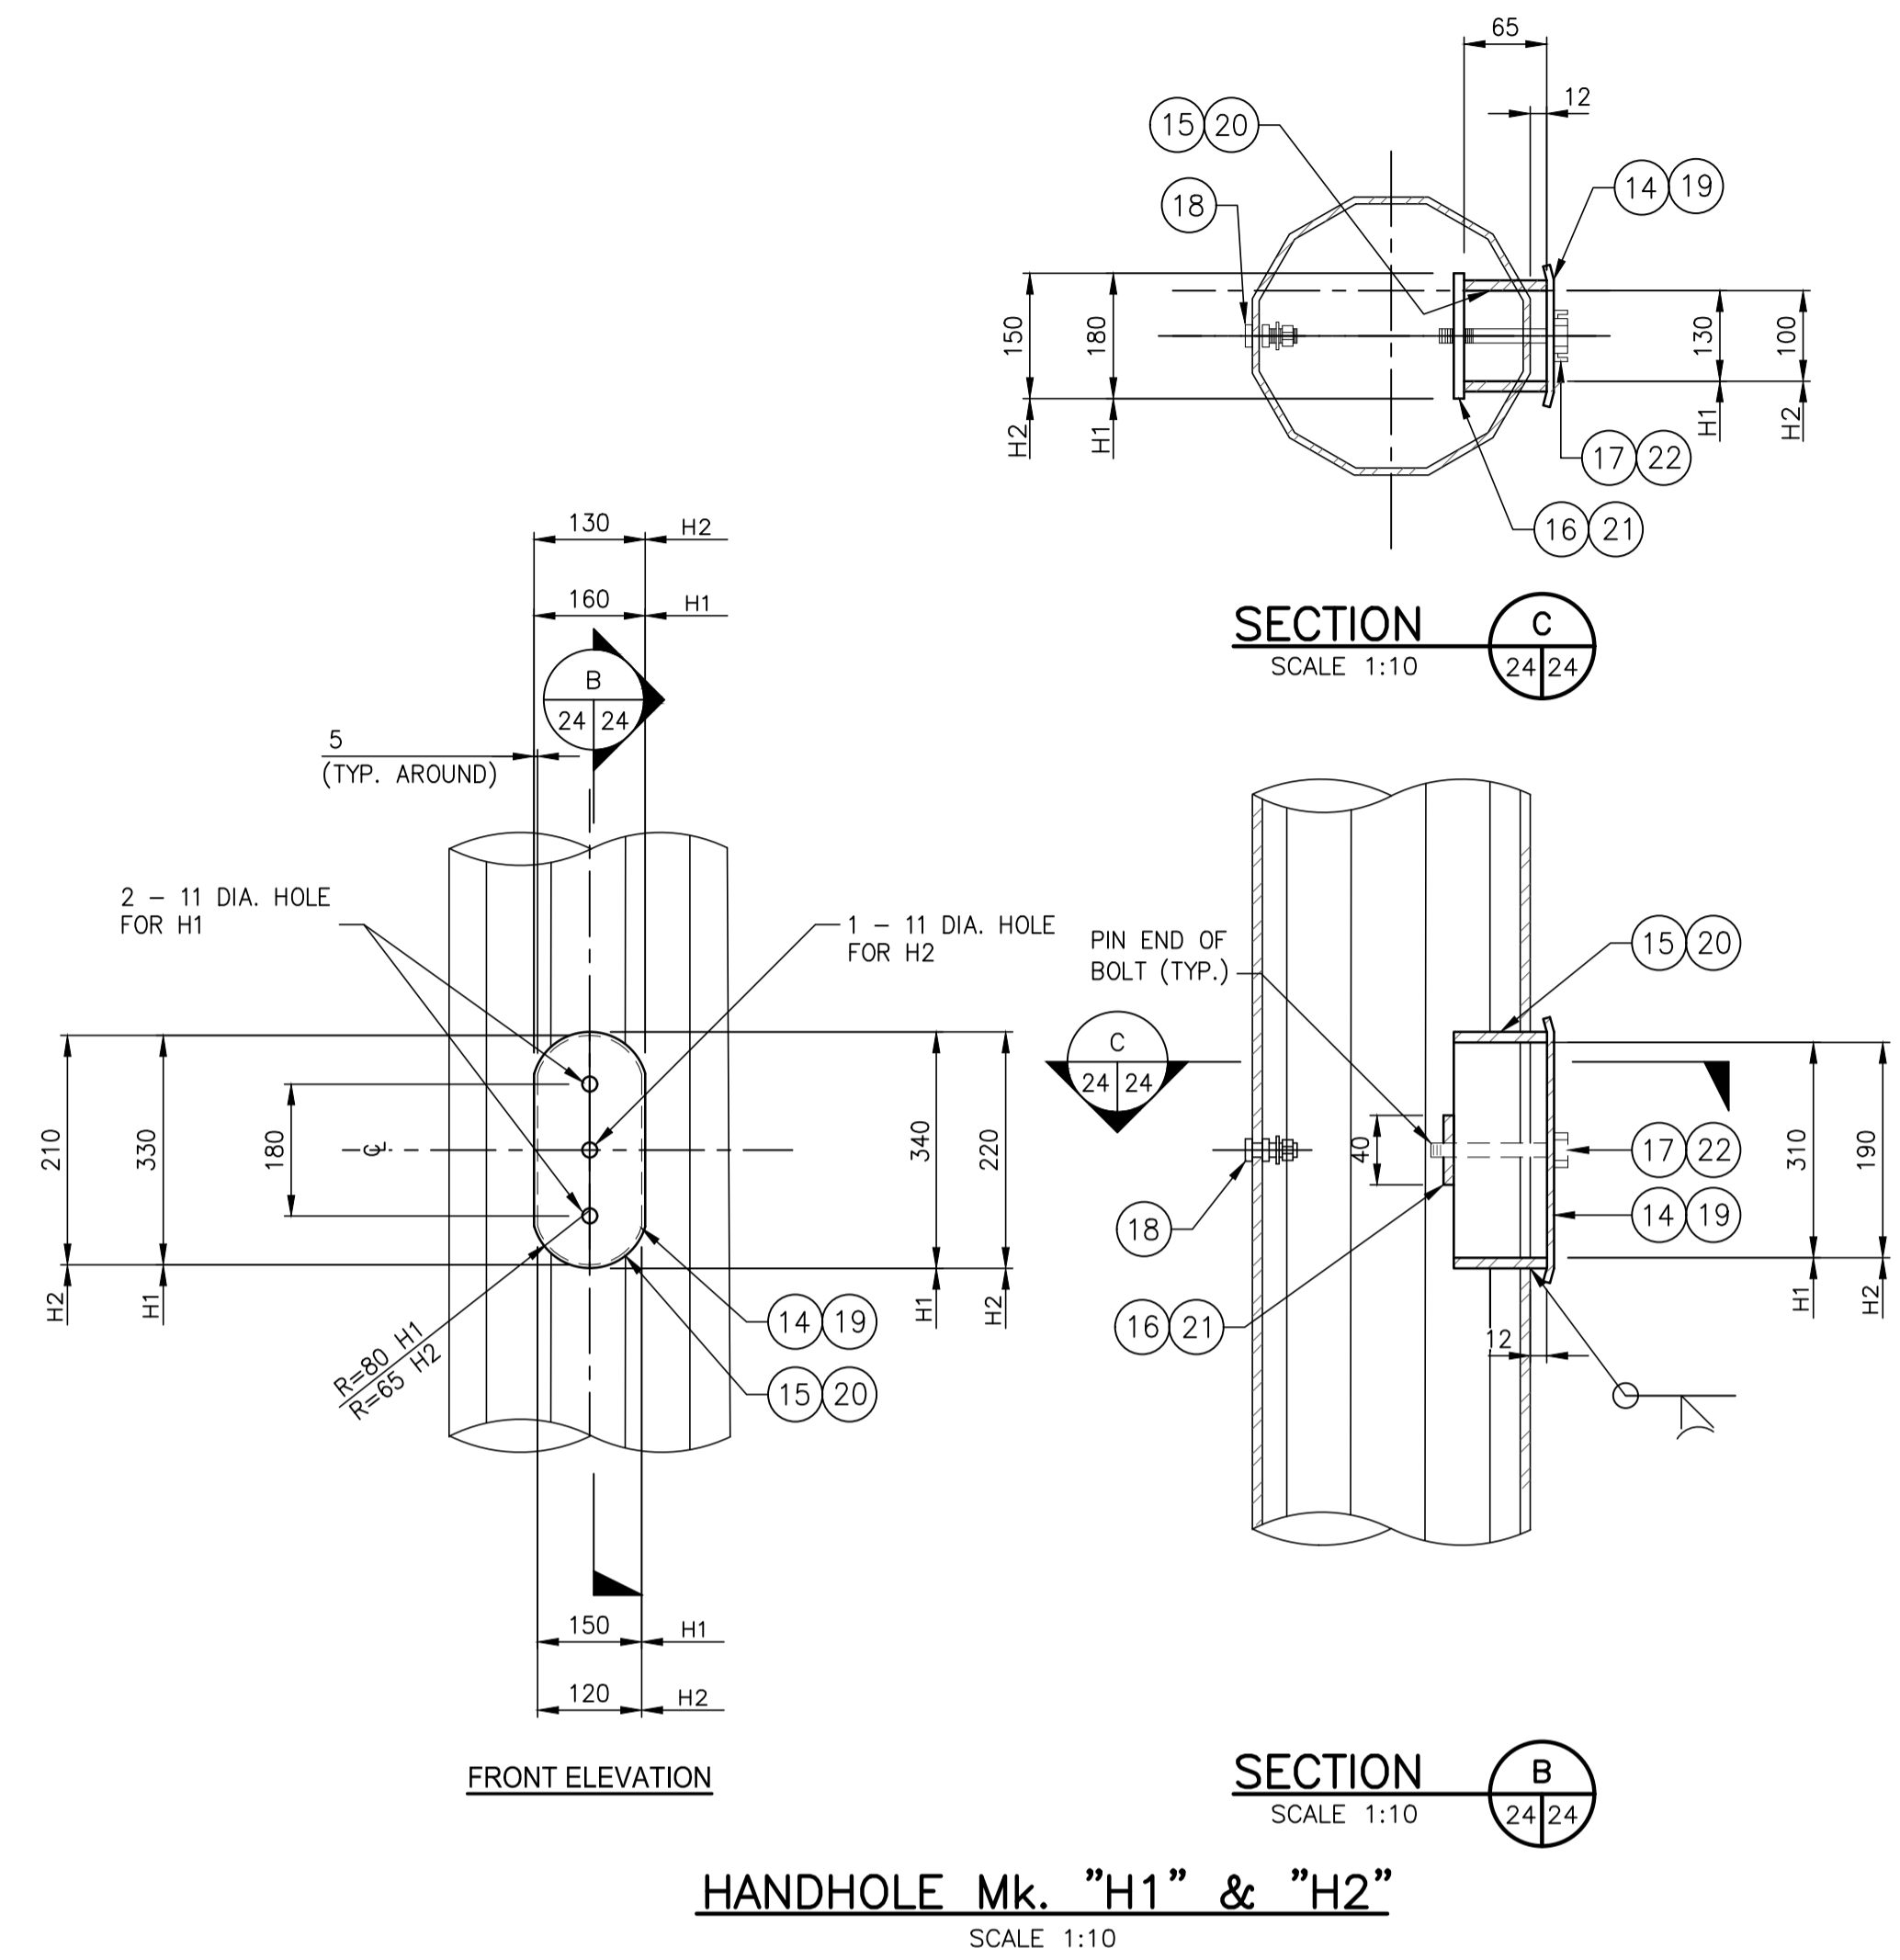 65
12
15 20
14 19
18
150
180
130
100
H2
H1
H1
H2
17 22
16 21
SECTION C
SCALE 1:10 24 24
130 H2
160 H1
B
24 24
5
(TYP. AROUND)
2 - 11 DIA. HOLE
FOR H1
1 - 11 DIA. HOLE
FOR H2
210
330
180
℄
340
220
H2
H1
H1
H2
R=80 H1
R=65 H2
14 19
15 20
150 H1
120 H2
FRONT ELEVATION
PIN END OF
BOLT (TYP.)
15 20
C
24 24
40
310
190
17 22
14 19
18
16 21
12
H1
H2
SECTION B
SCALE 1:10 24 24
HANDHOLE Mk. "H1" & "H2"
SCALE 1:10